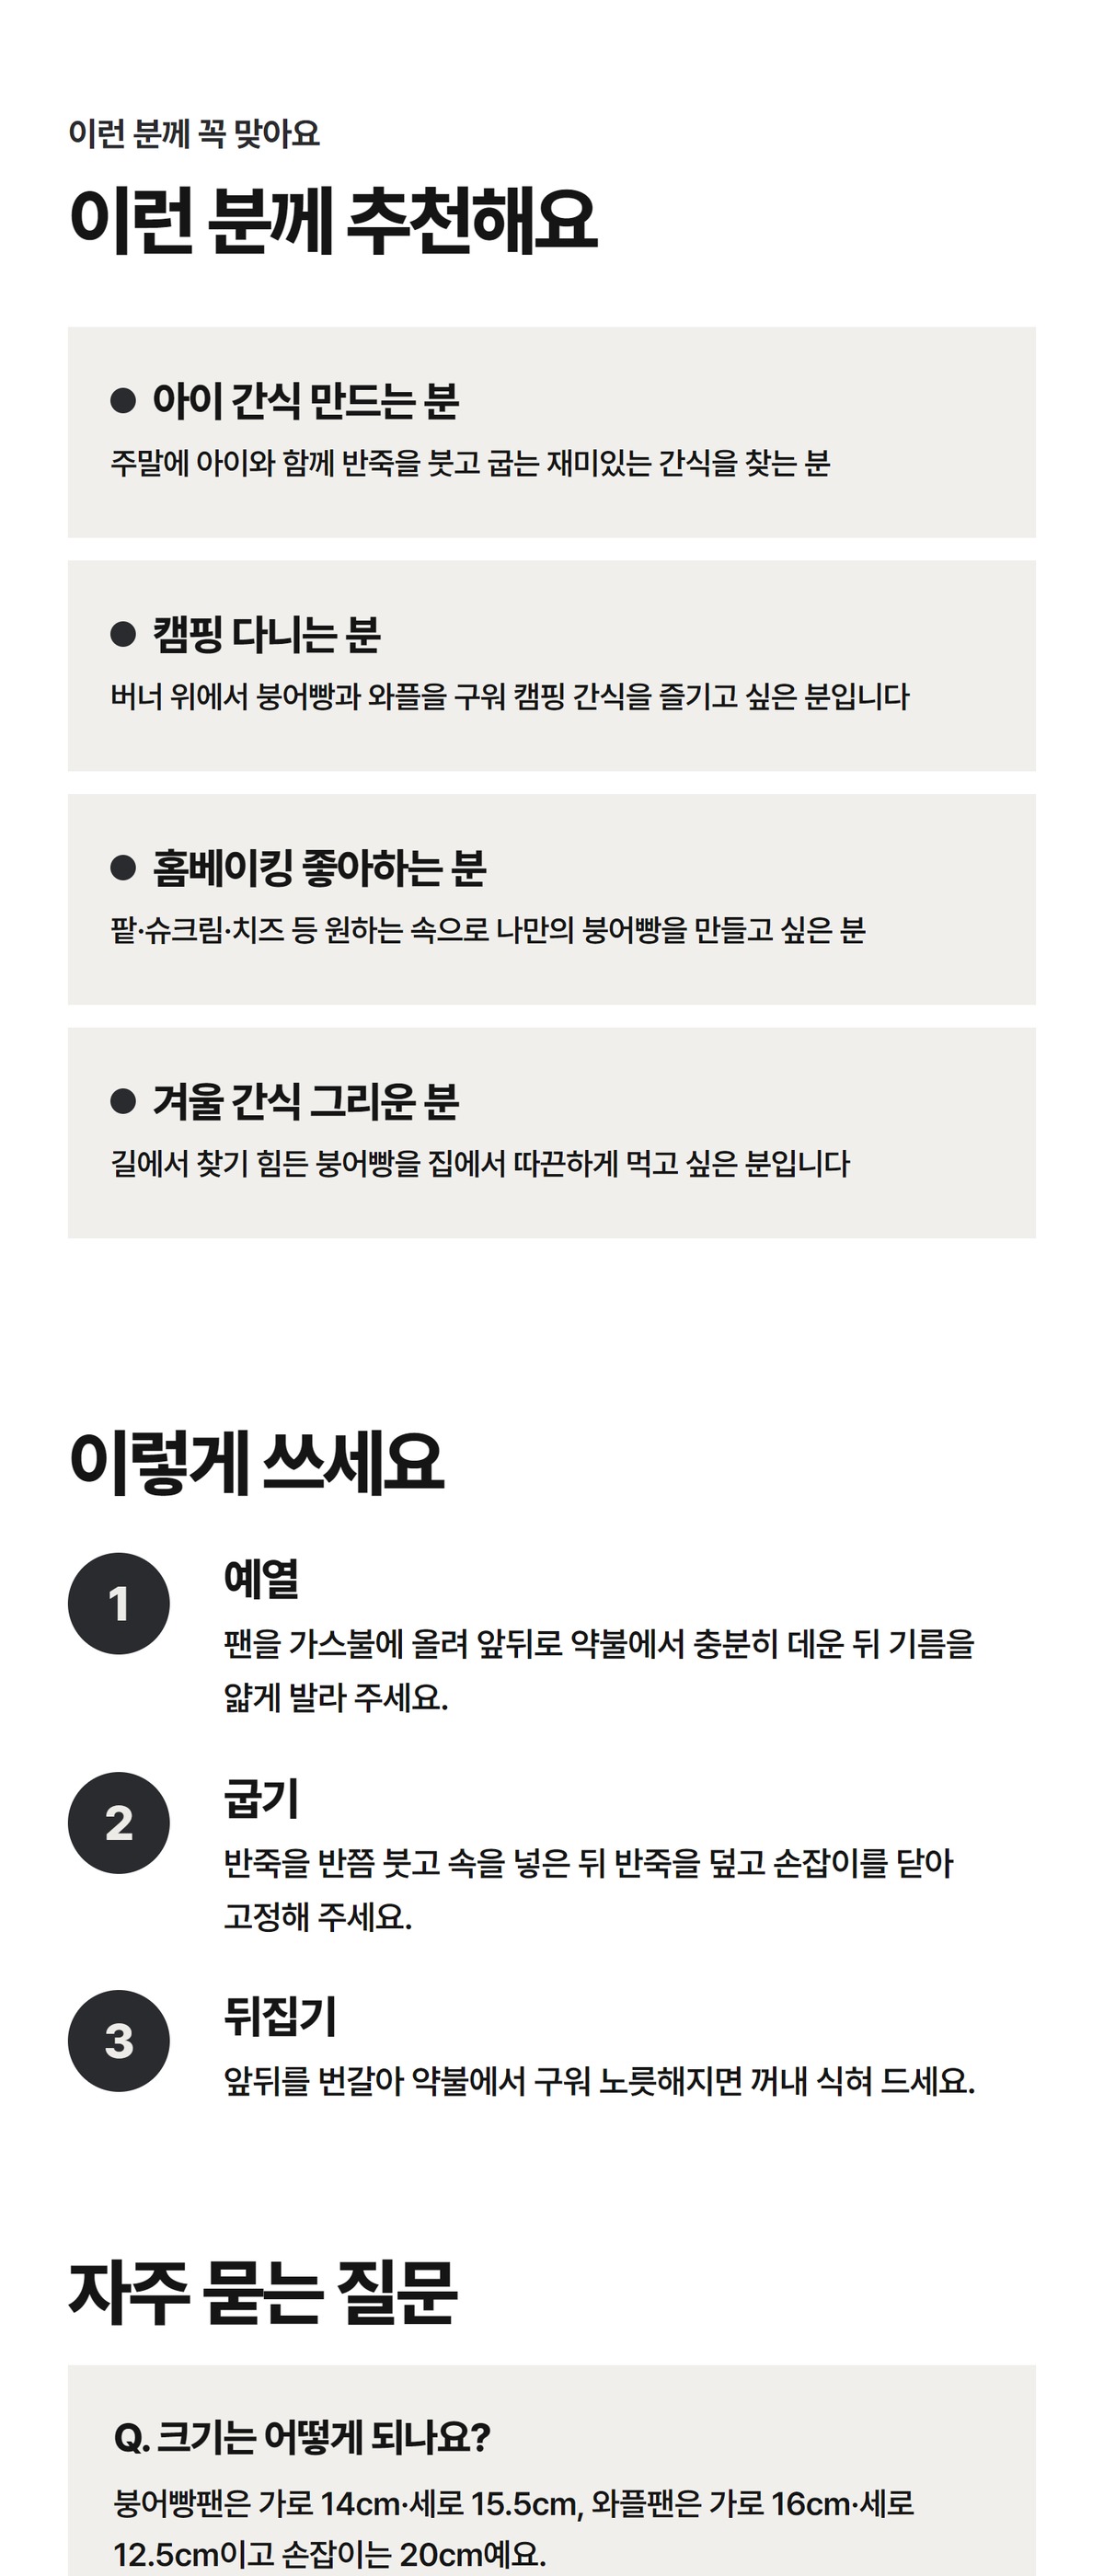 이런 분께 꼭 맞아요
이런 분께 추천해요
● 아이 간식 만드는 분
주말에 아이와 함께 반죽을 붓고 굽는 재미있는 간식을 찾는 분
● 캠핑 다니는 분
버너 위에서 붕어빵과 와플을 구워 캠핑 간식을 즐기고 싶은 분입니다
● 홈베이킹 좋아하는 분
팥·슈크림·치즈 등 원하는 속으로 나만의 붕어빵을 만들고 싶은 분
● 겨울 간식 그리운 분
길에서 찾기 힘든 붕어빵을 집에서 따끈하게 먹고 싶은 분입니다
이렇게 쓰세요
1
예열
팬을 가스불에 올려 앞뒤로 약불에서 충분히 데운 뒤 기름을
얇게 발라 주세요.
2
굽기
반죽을 반쯤 붓고 속을 넣은 뒤 반죽을 덮고 손잡이를 닫아
고정해 주세요.
3
뒤집기
앞뒤를 번갈아 약불에서 구워 노릇해지면 꺼내 식혀 드세요.
자주 묻는 질문
Q. 크기는 어떻게 되나요?
붕어빵팬은 가로 14cm·세로 15.5cm, 와플팬은 가로 16cm·세로
12.5cm이고 손잡이는 20cm예요.